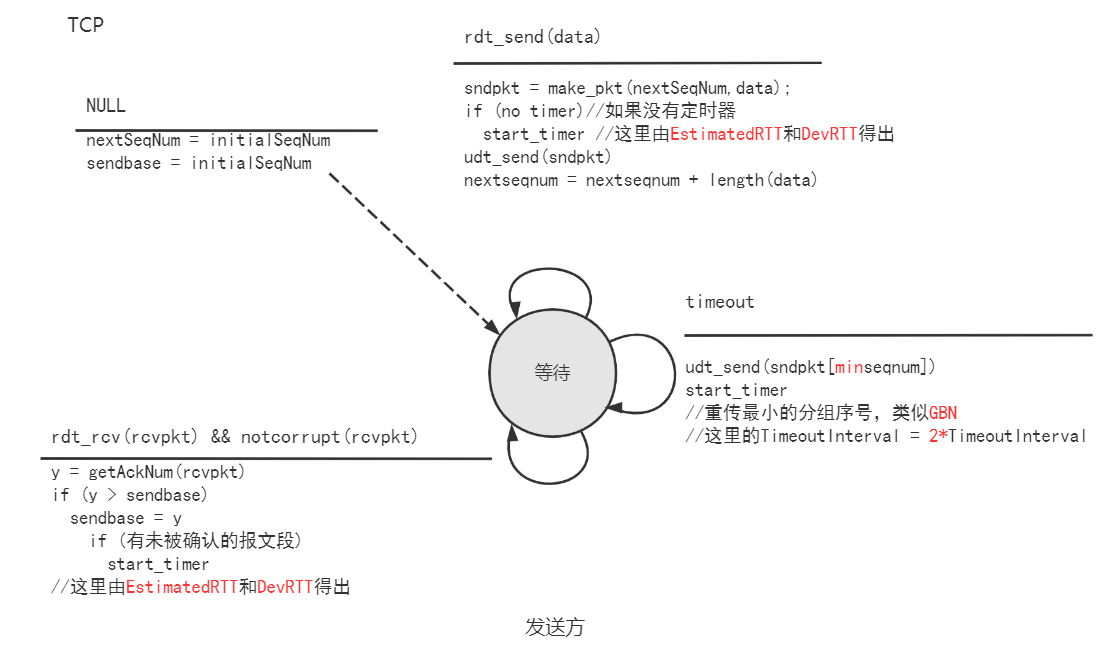 TCP
rdt_send(data)
sndpkt = make_pkt(nextSeqNum,data);
if (no timer)//如果没有定时器
start_timer //这里由EstimatedRTT和DevRTT得出
udt_send(sndpkt)
nextseqnum = nextseqnum + length(data)
NULL
nextSeqNum = initialSeqNum
sendbase = initialSeqNum
等待
timeout
udt_send(sndpkt[minseqnum])
start_timer
//重传最小的分组序号，类似GBN
//这里的TimeoutInterval = 2*TimeoutInterval
rdt_rcv(rcvpkt) && notcorrupt(rcvpkt)
y = getAckNum(rcvpkt)
if (y > sendbase)
sendbase = y
if (有未被确认的报文段)
start_timer
//这里由EstimatedRTT和DevRTT得出
发送方